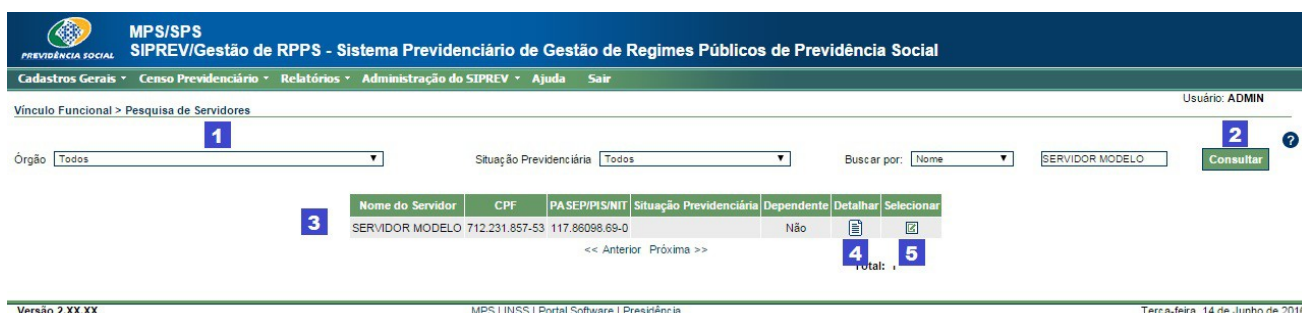 MPS/SPS
PREVIDÊNCIA SOCIAL SIPREV/Gestão de RPPS - Sistema Previdenciário de Gestão de Regimes Públicos de Previdência Social
Cadastros Gerais Censo Previdenciário Relatórios Administração do SIPREV Ajuda Sair
Usuário: ADMIN
Vínculo Funcional > Pesquisa de Servidores
1 2 ?
Órgão Todos Situação Previdenciária Todos Buscar por: Nome SERVIDOR MODELO Consultar
Nome do Servidor CPF PASEP/PIS/NIT Situação Previdenciária Dependente Detalhar Selecionar
3 SERVIDOR MODELO 712.231.857-53 117.86098.69-0 Não
<< Anterior Próxima >>
4 5
Total:
Versão 2.XX.XX MPS | INSS | Portal Software | Presidência Terça-feira, 14 de Junho de 2016